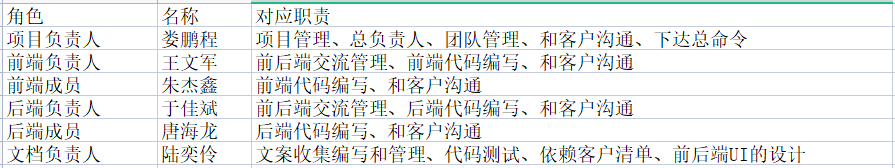 角色 名称 对应职责
项目负责人 娄鹏程 项目管理、总负责人、团队管理、和客户沟通、下达总命令
前端负责人 王文军 前后端交流管理、前端代码编写、和客户沟通
前端成员 朱杰鑫 前端代码编写、和客户沟通
后端负责人 于佳斌 前后端交流管理、后端代码编写、和客户沟通
后端成员 唐海龙 后端代码编写、和客户沟通
文档负责人 陆奕伶 文案收集编写和管理、代码测试、依赖客户清单、前后端UI的设计